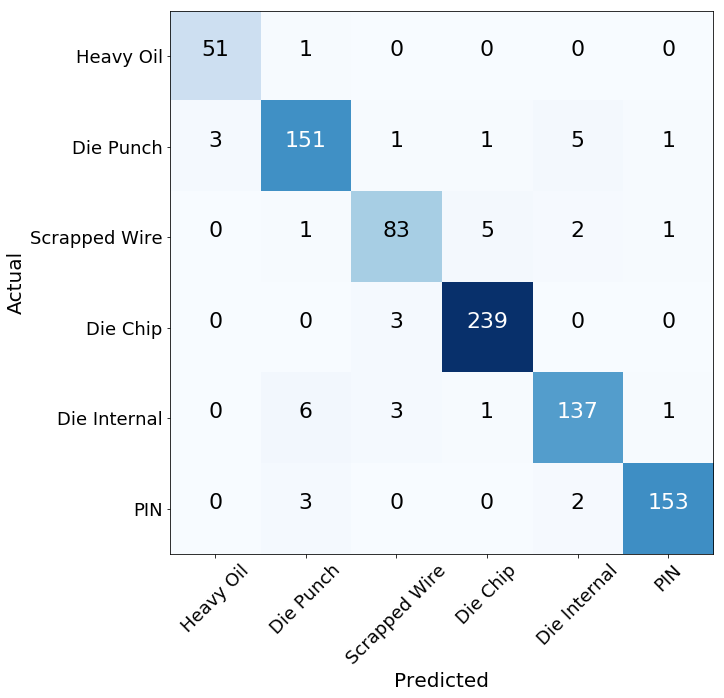 Heavy Oil 51 1 0 0 0 0
Die Punch 3 151 1 1 5 1
Scrapped Wire 0 1 83 5 2 1
Die Chip 0 0 3 239 0 0
Die Internal 0 6 3 1 137 1
PIN 0 3 0 0 2 153
Actual
Heavy Oil Die Punch Scrapped Wire Die Chip Die Internal PIN
Predicted